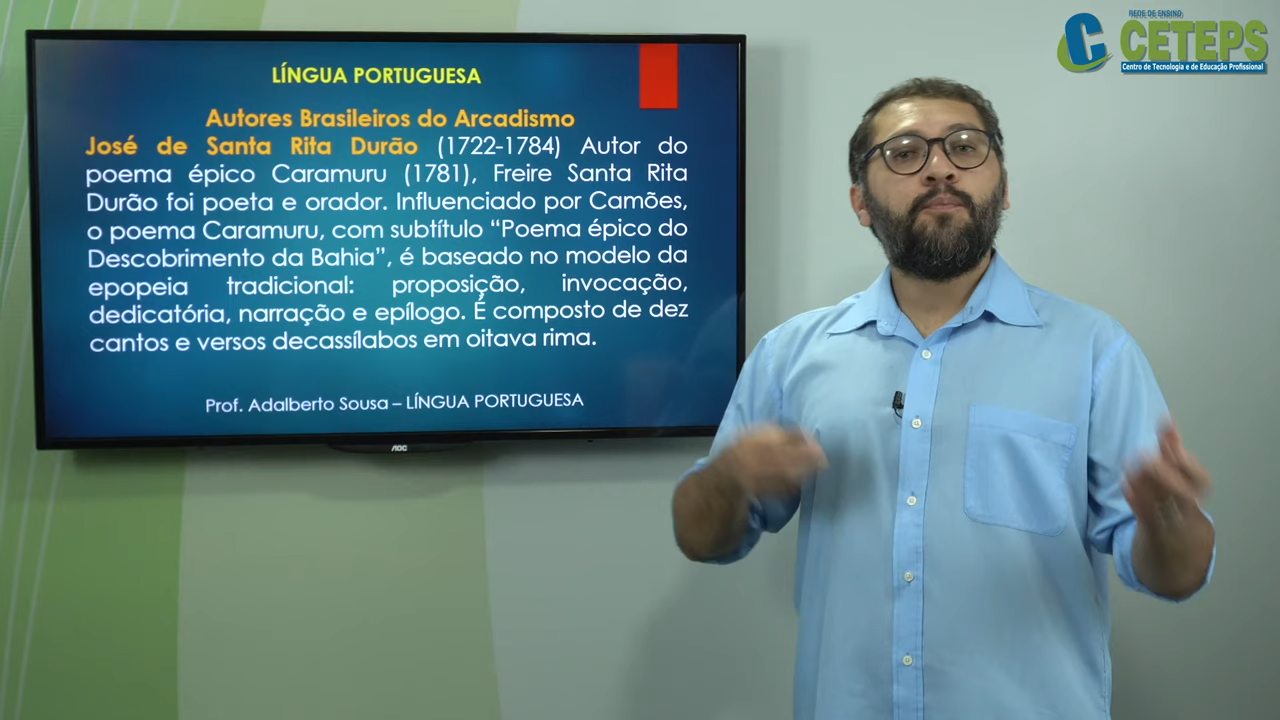 REDE DE ENSINO
CETEPS
Centro de Tecnologia e de Educação Profissional
LÍNGUA PORTUGUESA
Autores Brasileiros do Arcadismo
José de Santa Rita Durão (1722-1784) Autor do
poema épico Caramuru (1781), Freire Santa Rita
Durão foi poeta e orador. Influenciado por Camões,
o poema Caramuru, com subtítulo “Poema épico do
Descobrimento da Bahia”, é baseado no modelo da
epopeia tradicional: proposição, invocação,
dedicatória, narração e epílogo. É composto de dez
cantos e versos decassílabos em oitava rima.
Prof. Adalberto Sousa – LÍNGUA PORTUGUESA
AOC